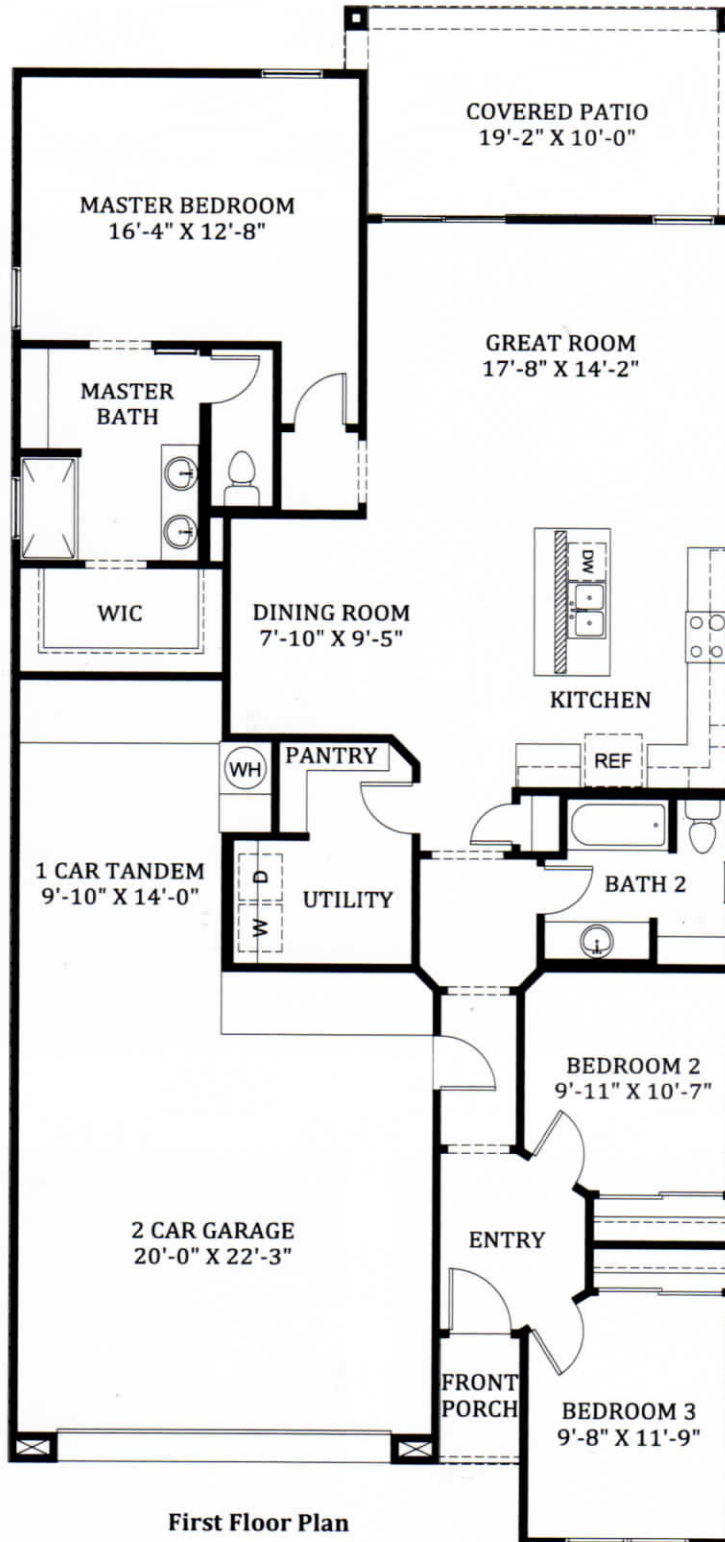 COVERED PATIO
19'-2" X 10'-0"
MASTER BEDROOM
16'-4" X 12'-8"
GREAT ROOM
17'-8" X 14'-2"
MASTER
BATH
DW
WIC
DINING ROOM
7'-10" X 9'-5"
KITCHEN
PANTRY
WH
REF
1 CAR TANDEM
9'-10" X 14'-0"
D
W
UTILITY
BATH 2
BEDROOM 2
9'-11" X 10'-7"
2 CAR GARAGE
20'-0" X 22'-3"
ENTRY
FRONT
PORCH
BEDROOM 3
9'-8" X 11'-9"
First Floor Plan